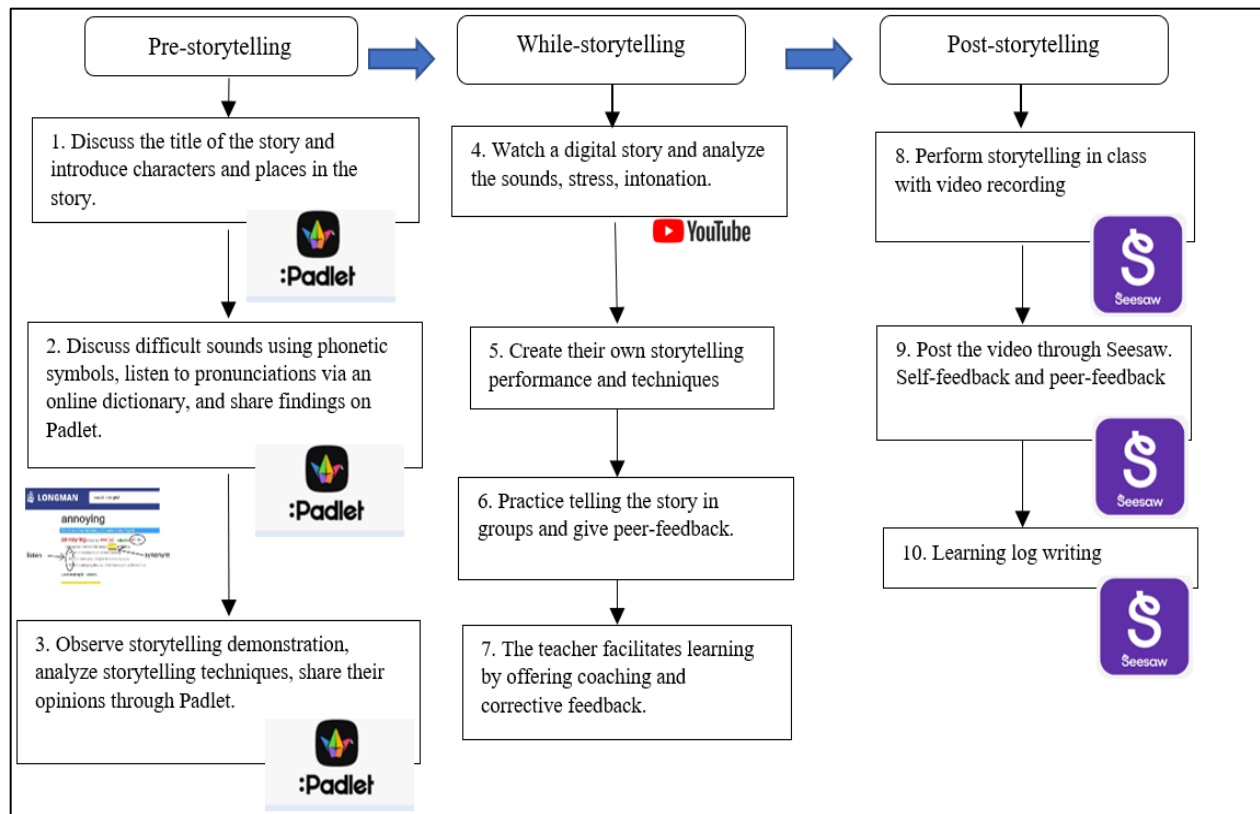 Pre-storytelling
While-storytelling
Post-storytelling
1. Discuss the title of the story and
introduce characters and places in the
story.
:Padlet
2. Discuss difficult sounds using phonetic
symbols, listen to pronunciations via an
online dictionary, and share findings on
Padlet.
:Padlet
LONGMAN
annoying
annoying
listen
synonym
3. Observe storytelling demonstration,
analyze storytelling techniques, share their
opinions through Padlet.
:Padlet
4. Watch a digital story and analyze
the sounds, stress, intonation.
YouTube
5. Create their own storytelling
performance and techniques
6. Practice telling the story in
groups and give peer-feedback.
7. The teacher facilitates learning
by offering coaching and
corrective feedback.
8. Perform storytelling in class
with video recording
S
Seesaw
9. Post the video through Seesaw.
Self-feedback and peer-feedback
S
Seesaw
10. Learning log writing
S
Seesaw